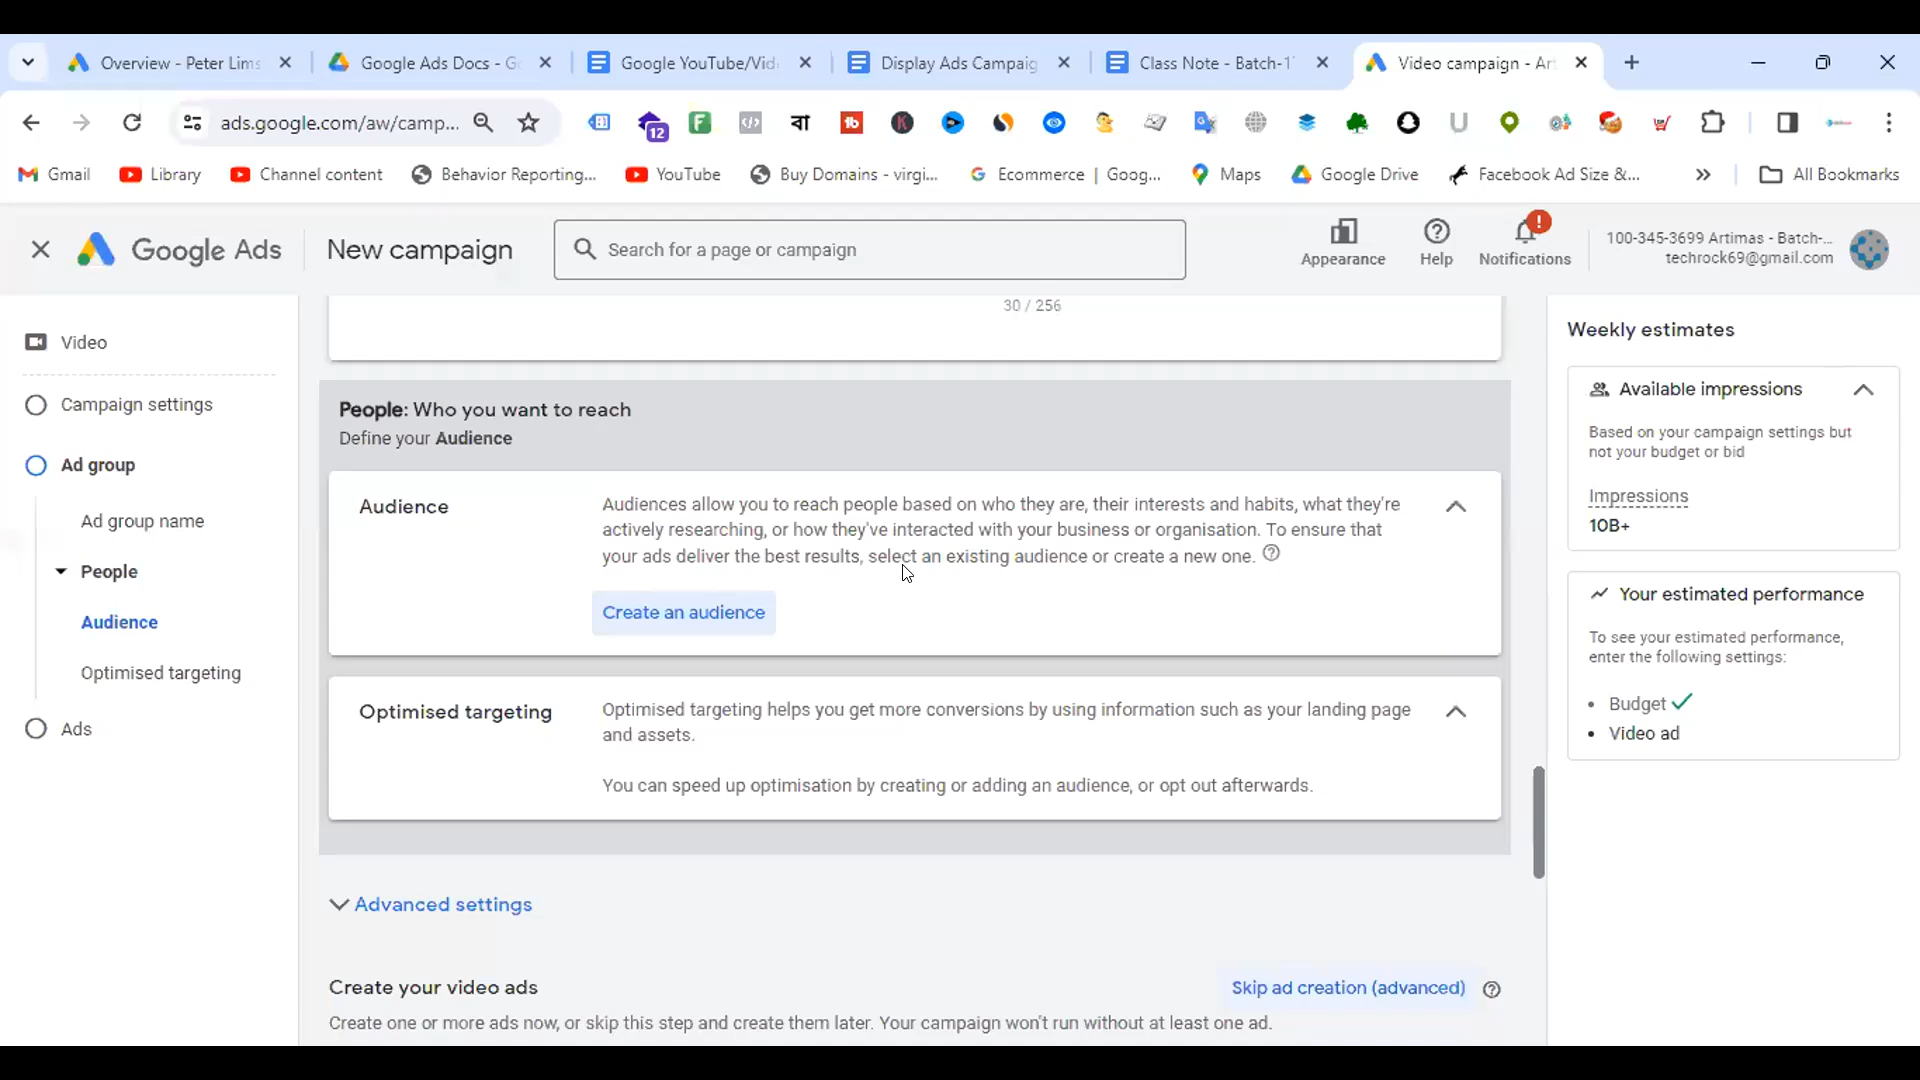 Overview - Peter Lims
Google Ads Docs - Go
Google YouTube/Vid
Display Ads Campaig
Class Note - Batch-1
Video campaign - Art
ads.google.com/aw/camp...
12
Gmail
Library
Channel content
Behavior Reporting...
YouTube
Buy Domains - virgi...
Ecommerce | Goog...
Maps
Google Drive
Facebook Ad Size &...
All Bookmarks
Google Ads
New campaign
Search for a page or campaign
Appearance
Help
Notifications
100-345-3699 Artimas - Batch-...
techrock69@gmail.com
Video
Campaign settings
Ad group
Ad group name
People
Audience
Optimised targeting
Ads
30 / 256
People: Who you want to reach
Define your Audience
Audience
Audiences allow you to reach people based on who they are, their interests and habits, what they're
actively researching, or how they've interacted with your business or organisation. To ensure that
your ads deliver the best results, select an existing audience or create a new one.
Create an audience
Optimised targeting
Optimised targeting helps you get more conversions by using information such as your landing page
and assets.
You can speed up optimisation by creating or adding an audience, or opt out afterwards.
Advanced settings
Create your video ads
Skip ad creation (advanced)
Create one or more ads now, or skip this step and create them later. Your campaign won't run without at least one ad.
Weekly estimates
Available impressions
Based on your campaign settings but
not your budget or bid
Impressions
10B+
Your estimated performance
To see your estimated performance,
enter the following settings:
• Budget
• Video ad